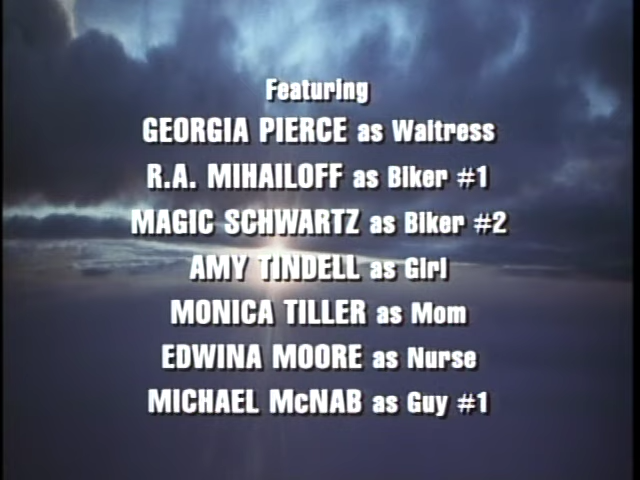 Featuring
GEORGIA PIERCE as Waitress
R.A. MIHAILOFF as Biker #1
MAGIC SCHWARTZ as Biker #2
AMY TINDELL as Girl
MONICA TILLER as Mom
EDWINA MOORE as Nurse
MICHAEL McNAB as Guy #1